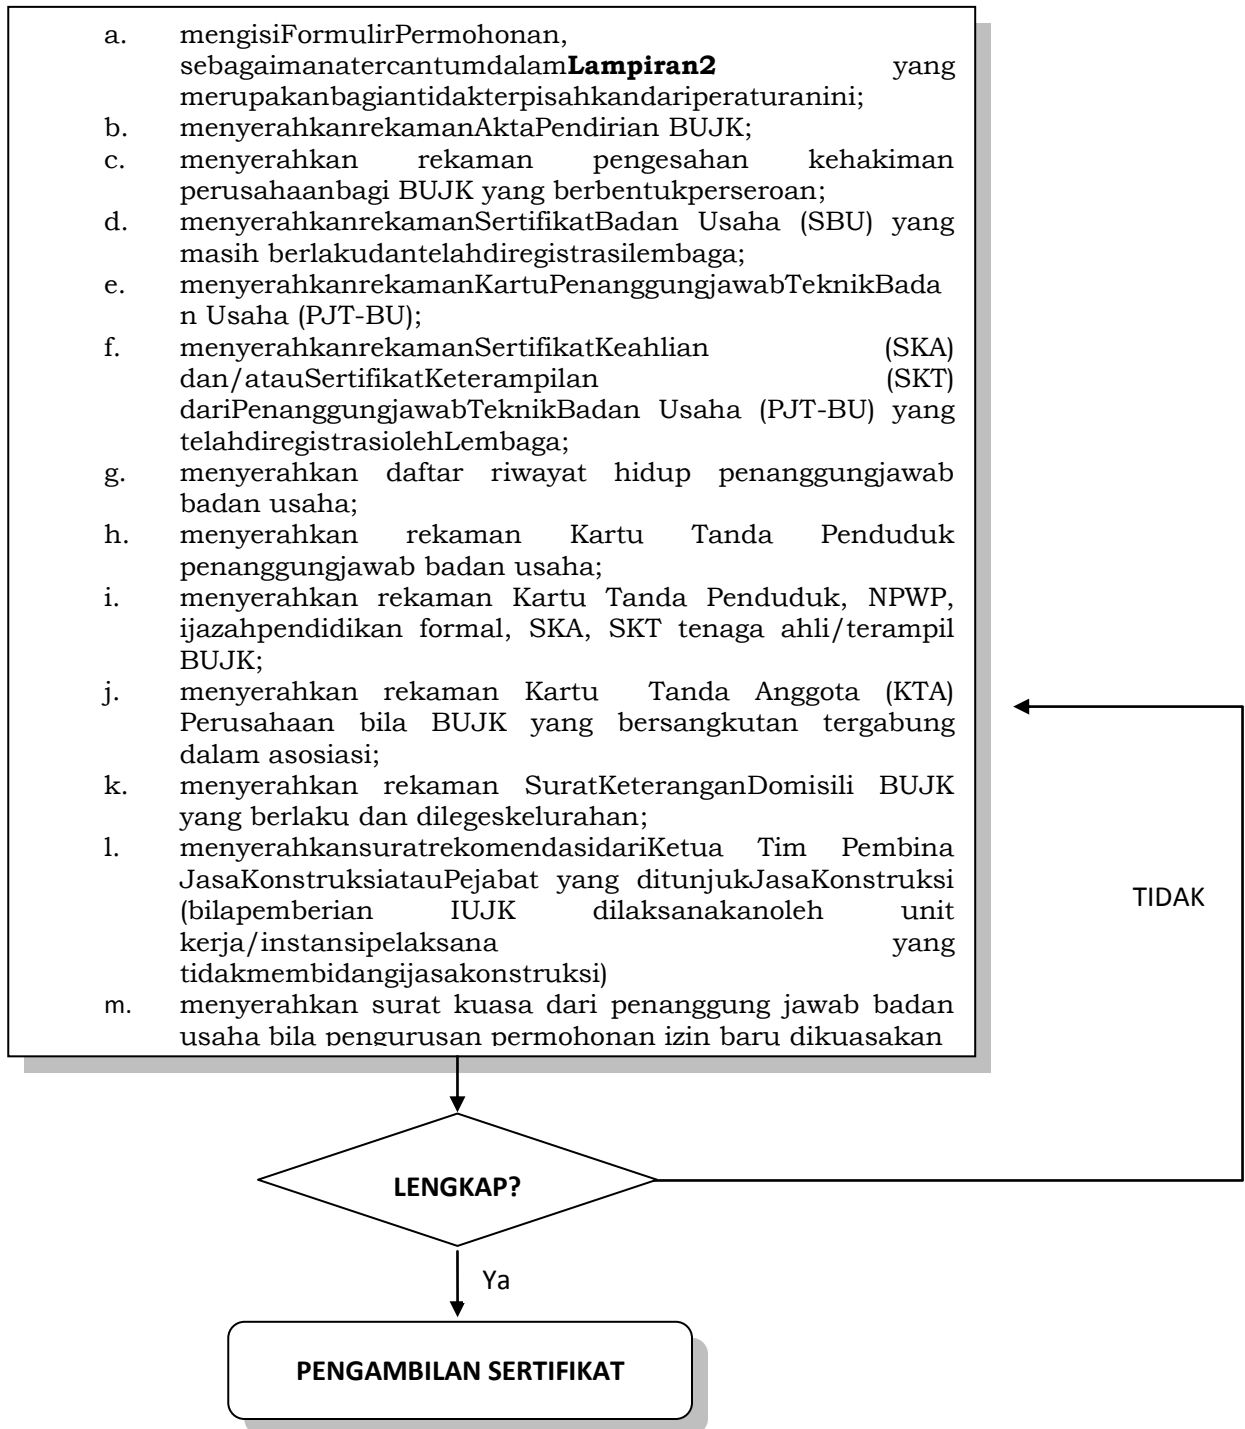 a. mengisiFormulirPermohonan,
sebagaimanatercantumdalamLampiran2 yang
merupakanbagiantidakterpisahkandariperaturanini;
b. menyerahkanrekamanAktaPendirian BUJK;
c. menyerahkan rekaman pengesahan kehakiman
perusahaanbagi BUJK yang berbentukperseroan;
d. menyerahkanrekamanSertifikatBadan Usaha (SBU) yang
masih berlakudantelahdiregistrasilembaga;
e. menyerahkanrekamanKartuPenanggungjawabTeknikBada
n Usaha (PJT-BU);
f. menyerahkanrekamanSertifikatKeahlian (SKA)
dan/atauSertifikatKeterampilan (SKT)
dariPenanggungjawabTeknikBadan Usaha (PJT-BU) yang
telahdiregistrasiolehLembaga;
g. menyerahkan daftar riwayat hidup penanggungjawab
badan usaha;
h. menyerahkan rekaman Kartu Tanda Penduduk
penanggungjawab badan usaha;
i. menyerahkan rekaman Kartu Tanda Penduduk, NPWP,
ijazahpendidikan formal, SKA, SKT tenaga ahli/terampil
BUJK;
j. menyerahkan rekaman Kartu Tanda Anggota (KTA)
Perusahaan bila BUJK yang bersangkutan tergabung
dalam asosiasi;
k. menyerahkan rekaman SuratKeteranganDomisili BUJK
yang berlaku dan dilegeskelurahan;
l. menyerahkansuratrekomendasidariKetua Tim Pembina
JasaKonstruksiatauPejabat yang ditunjukJasaKonstruksi
(bilapemberian IUJK dilaksanakanoleh unit
kerja/instansipelaksana yang
tidakmembidangijasakonstruksi)
m. menyerahkan surat kuasa dari penanggung jawab badan
usaha bila pengurusan permohonan izin baru dikuasakan
TIDAK
LENGKAP?
Ya
PENGAMBILAN SERTIFIKAT